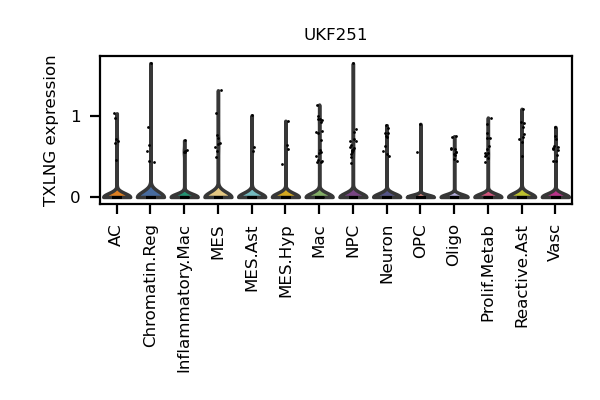 UKF251
TXLNG expression
1
0
AC
Chromatin.Reg
Inflammatory.Mac
MES
MES.Ast
MES.Hyp
Mac
NPC
Neuron
OPC
Oligo
Prolif.Metab
Reactive.Ast
Vasc